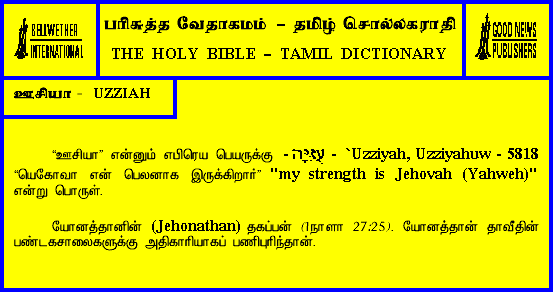 BELLWETHER
INTERNATIONAL
பரிசுத்த வேதாகமம் – தமிழ் சொல்லகராதி
THE HOLY BIBLE – TAMIL DICTIONARY
GOOD NEWS
PUBLISHERS
ஊசியா - UZZIAH
“ஊசியா” என்னும் எபிரெய பெயருக்கு - עֻזִיָּה - `Uzziyah, Uzziyahuw - 5818
“யெகோவா என் பெலனாக இருக்கிறார்” "my strength is Jehovah (Yahweh)"
என்று பொருள்.
யோனத்தானின் (Jehonathan) தகப்பன் (1நாளா 27:25). யோனத்தான் தாவீதின்
பண்டகசாலைகளுக்கு அதிகாரியாகப் பணிபுரிந்தான்.